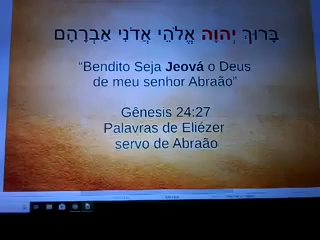 בָּרוּךְ יְהוָה אֱלֹהֵי אֲדֹנִי אַבְרָהָם
“Bendito Seja Jeová o Deus
de meu senhor Abraão”
Gênesis 24:27
Palavras de Eliézer
servo de Abraão